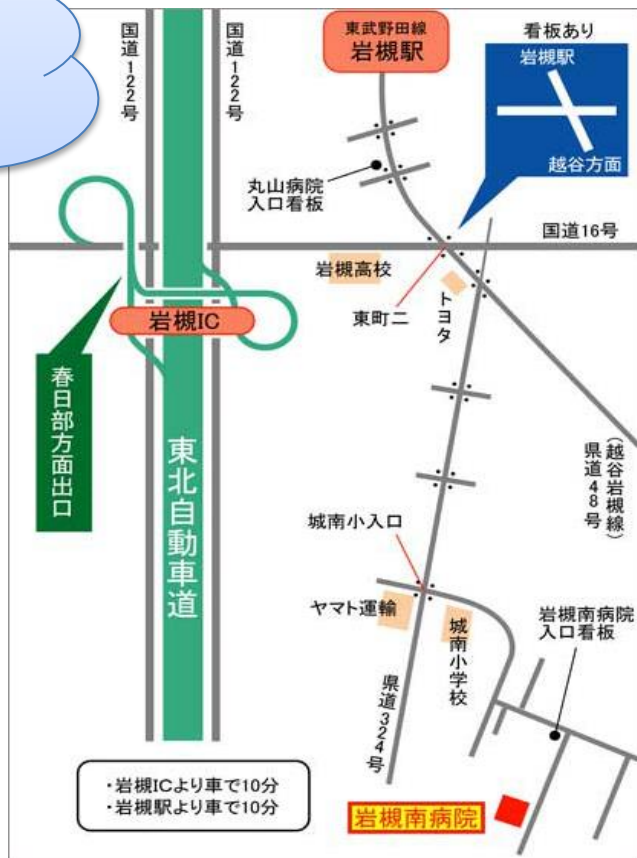 国道122号
国道122号
東武野田線
岩槻駅
看板あり
岩槻駅
越谷方面
丸山病院
入口看板
国道16号
岩槻高校
東町二
トヨタ
岩槻IC
春日部方面出口
東北自動車道
(越谷岩槻線)
県道48号
城南小入口
ヤマト運輸
城南小学校
岩槻南病院
入口看板
県道324号
・岩槻ICより車で10分
・岩槻駅より車で10分
岩槻南病院